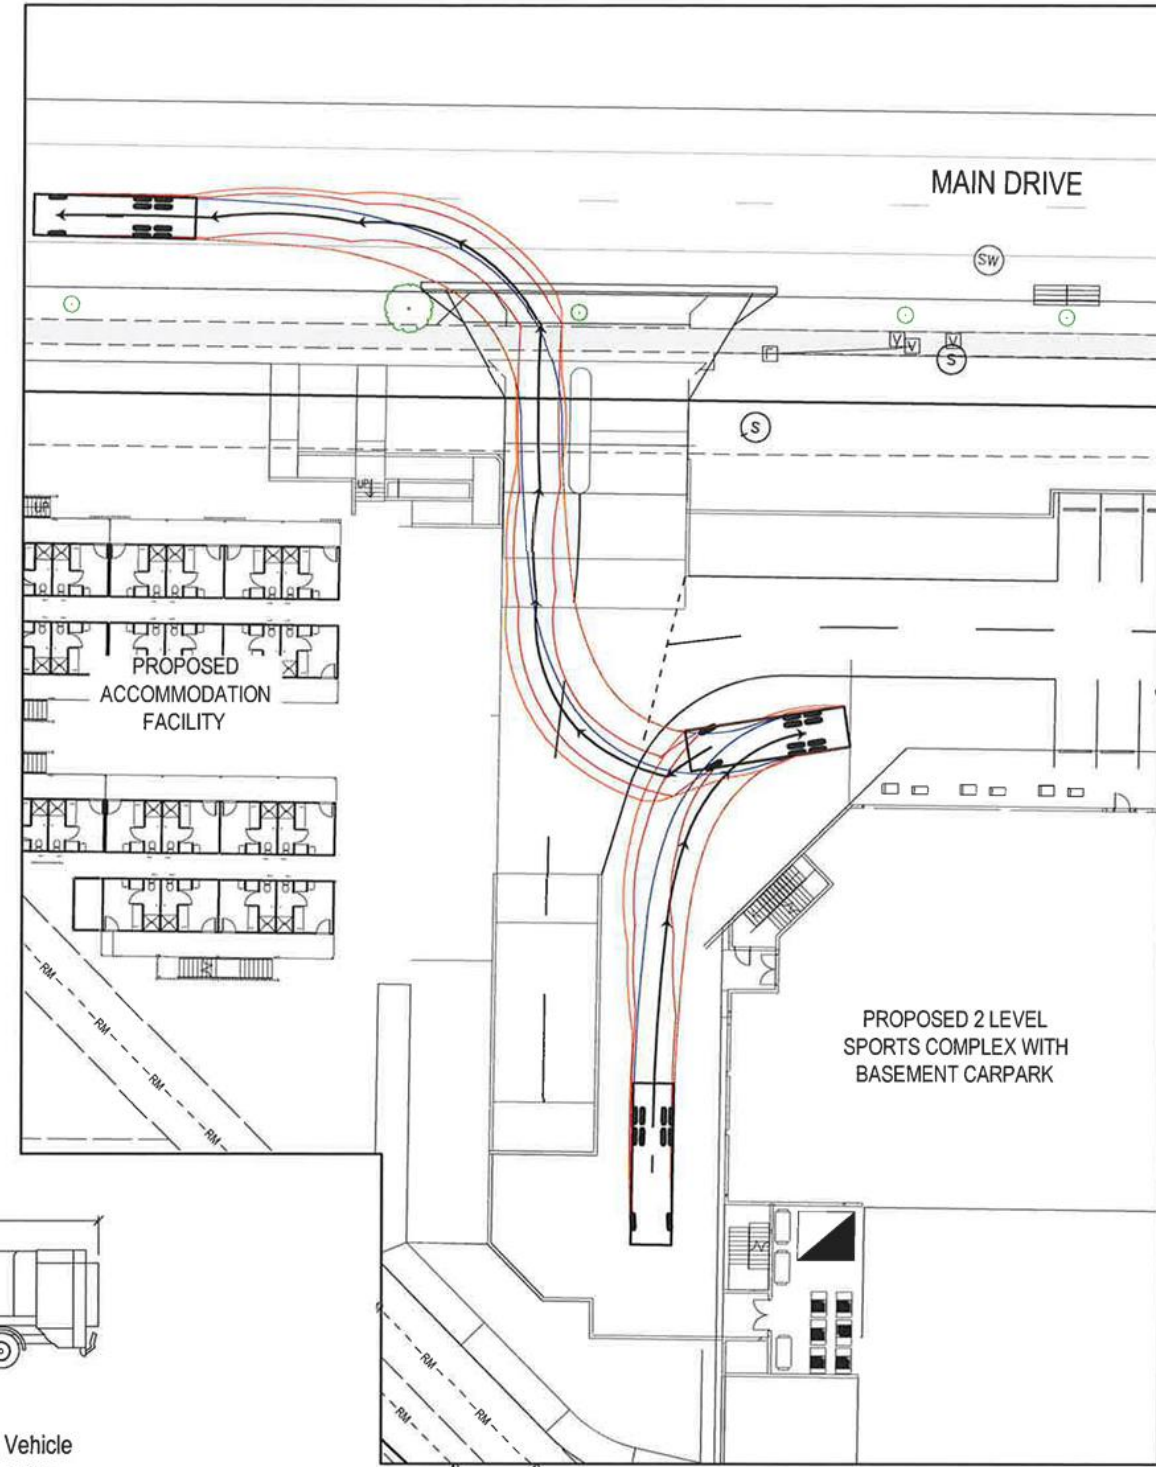 MAIN DRIVE
SW
V
V
V
S
S
UP
UP
PROPOSED
ACCOMMODATION
FACILITY
RM
RM
RM
RM
PROPOSED 2 LEVEL
SPORTS COMPLEX WITH
BASEMENT CARPARK
RM
RM
RM
Vehicle